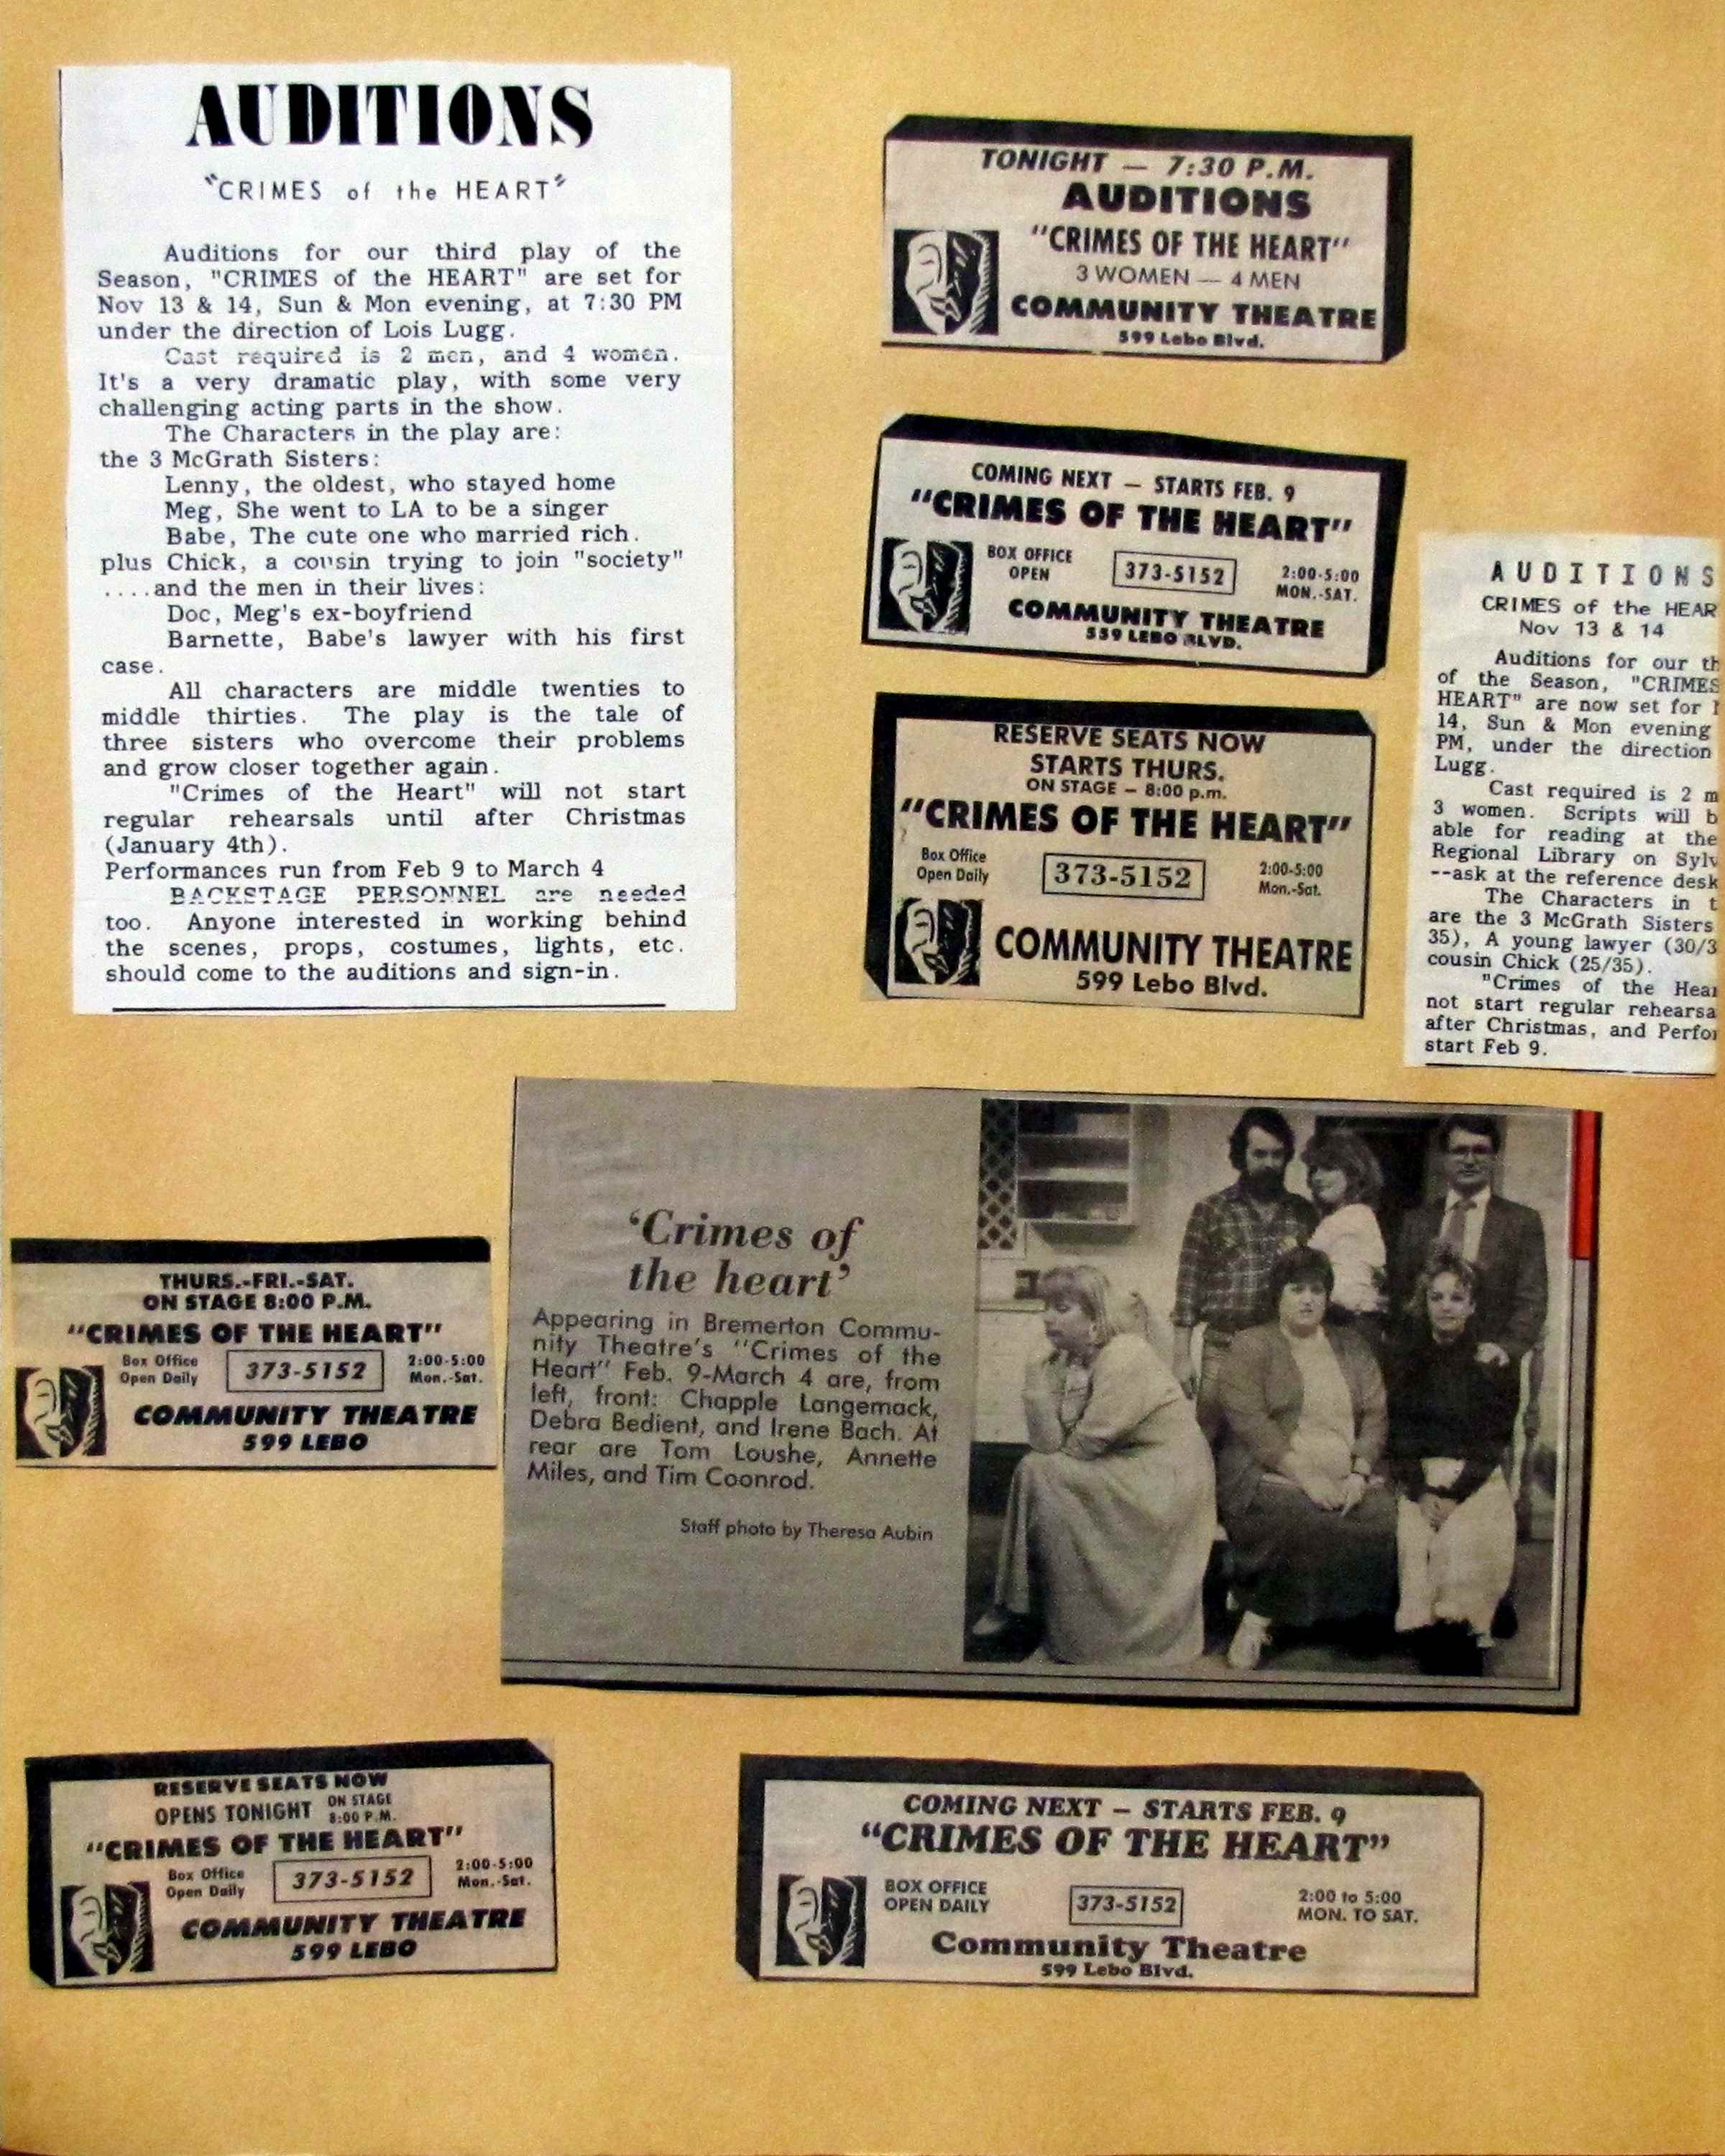 AUDITIONS
"CRIMES of the HEART"
Auditions for our third play of the
Season, "CRIMES of the HEART" are set for
Nov 13 & 14, Sun & Mon evening, at 7:30 PM
under the direction of Lois Lugg.
Cast required is 2 men, and 4 women.
It's a very dramatic play, with some very
challenging acting parts in the show.
The Characters in the play are:
the 3 McGrath Sisters:
Lenny, the oldest, who stayed home
Meg, She went to LA to be a singer
Babe, The cute one who married rich.
plus Chick, a cousin trying to join "society"
....and the men in their lives:
Doc, Meg's ex-boyfriend
Barnette, Babe's lawyer with his first
case.
All characters are middle twenties to
middle thirties. The play is the tale of
three sisters who overcome their problems
and grow closer together again.
"Crimes of the Heart" will not start
regular rehearsals until after Christmas
(January 4th).
Performances run from Feb 9 to March 4
BACKSTAGE PERSONNEL are needed
too. Anyone interested in working behind
the scenes, props, costumes, lights, etc.
should come to the auditions and sign-in.
TONIGHT — 7:30 P.M.
AUDITIONS
"CRIMES OF THE HEART"
3 WOMEN — 4 MEN
COMMUNITY THEATRE
599 Lebo Blvd.
COMING NEXT — STARTS FEB. 9
"CRIMES OF THE HEART"
BOX OFFICE
OPEN
373-5152
2:00-5:00
MON.-SAT.
COMMUNITY THEATRE
559 LEBO BLVD.
RESERVE SEATS NOW
STARTS THURS.
ON STAGE — 8:00 p.m.
"CRIMES OF THE HEART"
Box Office
Open Daily
373-5152
2:00-5:00
Mon.-Sat.
COMMUNITY THEATRE
599 Lebo Blvd.
AUDITIONS
CRIMES of the HEAR
Nov 13 & 14
Auditions for our th
of the Season, "CRIMES
HEART" are now set for
14, Sun & Mon evening
PM, under the direction
Lugg.
Cast required is 2 m
3 women. Scripts will b
able for reading at the
Regional Library on Sylv
--ask at the reference desk
The Characters in t
are the 3 McGrath Sisters
35), A young lawyer (30/3
cousin Chick (25/35).
"Crimes of the Hear
not start regular rehearsa
after Christmas, and Perfor
start Feb 9.
THURS.-FRI.-SAT.
ON STAGE 8:00 P.M.
"CRIMES OF THE HEART"
Box Office
Open Daily
373-5152
2:00-5:00
Mon.-Sat.
COMMUNITY THEATRE
599 LEBO
'Crimes of
the heart'
Appearing in Bremerton Commu-
nity Theatre's "Crimes of the
Heart" Feb. 9-March 4 are, from
left, front: Chapple Langemack,
Debra Bedient, and Irene Bach. At
rear are Tom Loushe, Annette
Miles, and Tim Coonrod.
Staff photo by Theresa Aubin
RESERVE SEATS NOW
OPENS TONIGHT ON STAGE
8:00 P.M.
"CRIMES OF THE HEART"
Box Office
Open Daily
373-5152
2:00-5:00
Mon.-Sat.
COMMUNITY THEATRE
599 LEBO
COMING NEXT — STARTS FEB. 9
"CRIMES OF THE HEART"
BOX OFFICE
OPEN DAILY
373-5152
2:00 to 5:00
MON. TO SAT.
Community Theatre
599 Lebo Blvd.